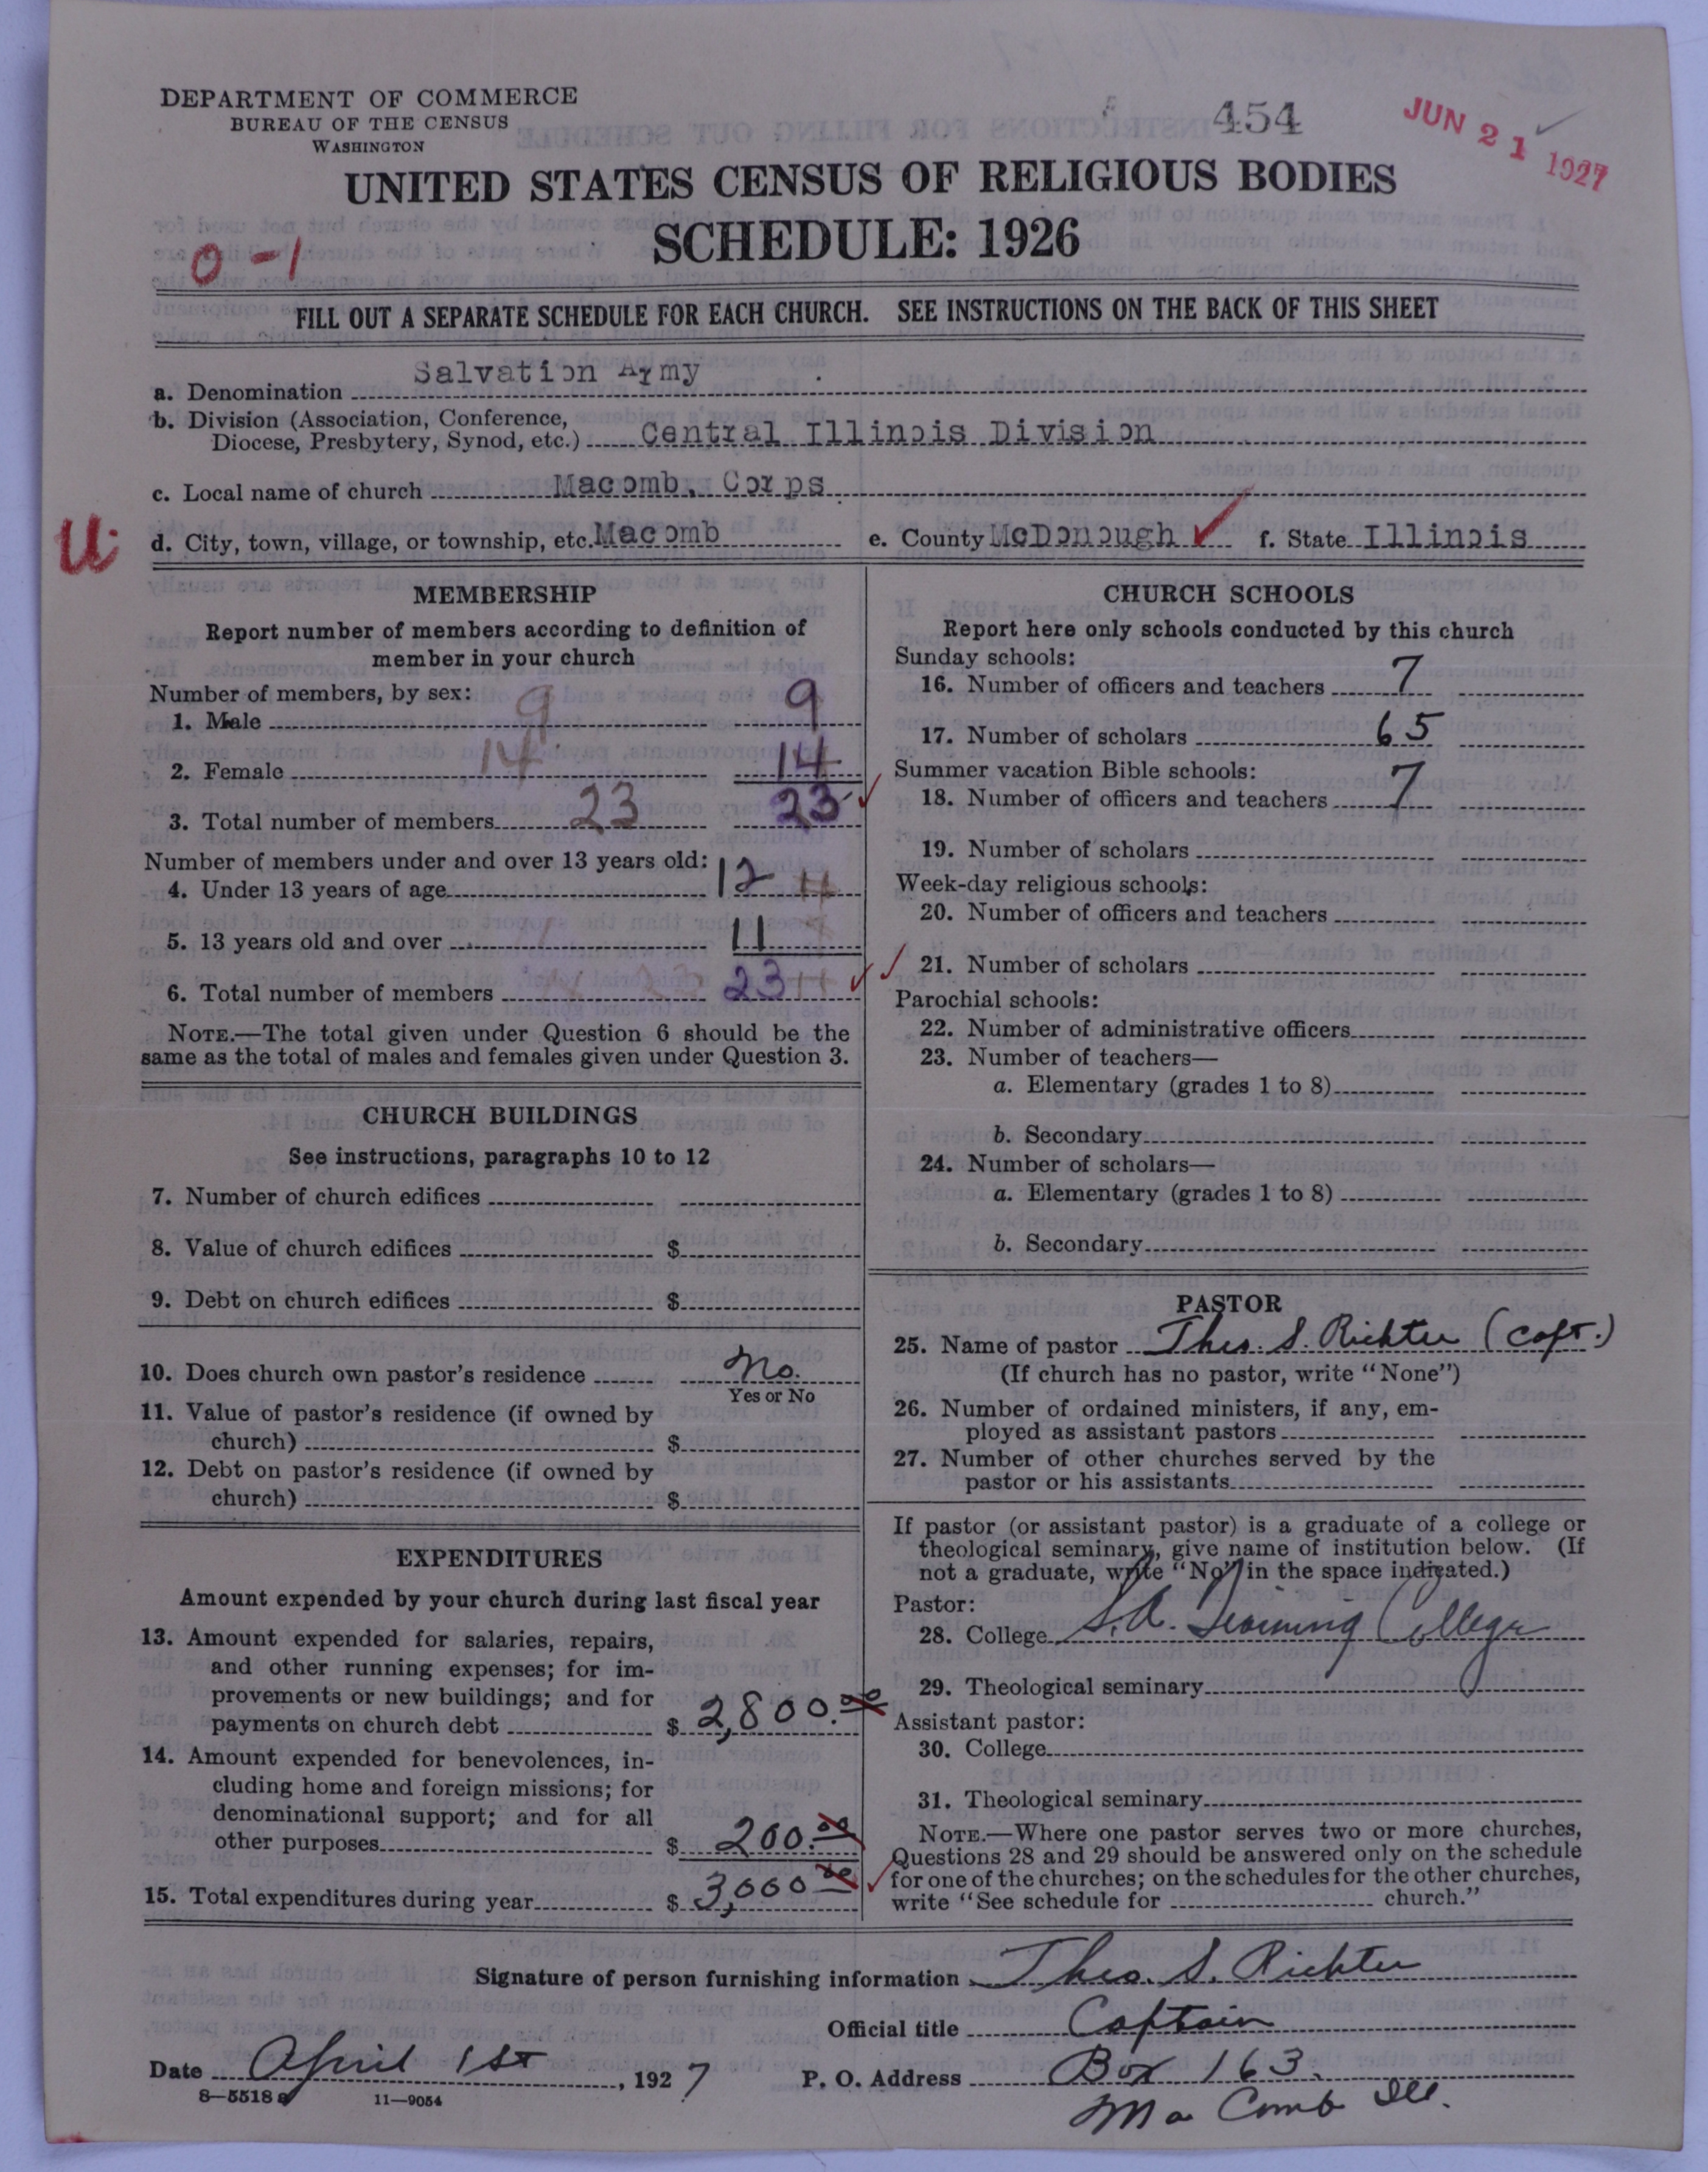 DEPARTMENT OF COMMERCE
BUREAU OF THE CENSUS
WASHINGTON
454
JUN 21 1927
UNITED STATES CENSUS OF RELIGIOUS BODIES
SCHEDULE: 1926
0-1
FILL OUT A SEPARATE SCHEDULE FOR EACH CHURCH. SEE INSTRUCTIONS ON THE BACK OF THIS SHEET
a. Denomination Salvation Army
b. Division (Association, Conference,
Diocese, Presbytery, Synod, etc.) Central Illinois Division
c. Local name of church Macomb. Corps
U.
d. City, town, village, or township, etc. Macomb e. County McDonough f. State Illinois
MEMBERSHIP
Report number of members according to definition of
member in your church
Number of members, by sex:
1. Male 9 9
2. Female 14 14
3. Total number of members 23 23
Number of members under and over 13 years old:
4. Under 13 years of age 12
5. 13 years old and over 11
6. Total number of members 23
NOTE.—The total given under Question 6 should be the
same as the total of males and females given under Question 3.
CHURCH BUILDINGS
See instructions, paragraphs 10 to 12
7. Number of church edifices
8. Value of church edifices $
9. Debt on church edifices $
10. Does church own pastor's residence No.
Yes or No
11. Value of pastor's residence (if owned by
church) $
12. Debt on pastor's residence (if owned by
church) $
EXPENDITURES
Amount expended by your church during last fiscal year
13. Amount expended for salaries, repairs,
and other running expenses; for im-
provements or new buildings; and for
payments on church debt $ 2,800.00
14. Amount expended for benevolences, in-
cluding home and foreign missions; for
denominational support; and for all
other purposes $ 200.00
15. Total expenditures during year $ 3,000 00
CHURCH SCHOOLS
Report here only schools conducted by this church
Sunday schools:
16. Number of officers and teachers 7
17. Number of scholars 65
Summer vacation Bible schools:
18. Number of officers and teachers 7
19. Number of scholars
Week-day religious schools:
20. Number of officers and teachers
21. Number of scholars
Parochial schools:
22. Number of administrative officers
23. Number of teachers—
a. Elementary (grades 1 to 8)
b. Secondary
24. Number of scholars—
a. Elementary (grades 1 to 8)
b. Secondary
PASTOR
25. Name of pastor Theo. S. Richter (Capt.)
(If church has no pastor, write "None")
26. Number of ordained ministers, if any, em-
ployed as assistant pastors
27. Number of other churches served by the
pastor or his assistants
If pastor (or assistant pastor) is a graduate of a college or
theological seminary, give name of institution below. (If
not a graduate, write "No" in the space indicated.)
Pastor:
28. College S.A. Training College
29. Theological seminary
Assistant pastor:
30. College
31. Theological seminary
NOTE.—Where one pastor serves two or more churches,
Questions 28 and 29 should be answered only on the schedule
for one of the churches; on the schedules for the other churches,
write "See schedule for church."
Signature of person furnishing information Theo. S. Richter
Official title Captain
Date April 1st, 1927 P. O. Address Box 163.
8—5518a 11—9054
Ma Comb Ill.